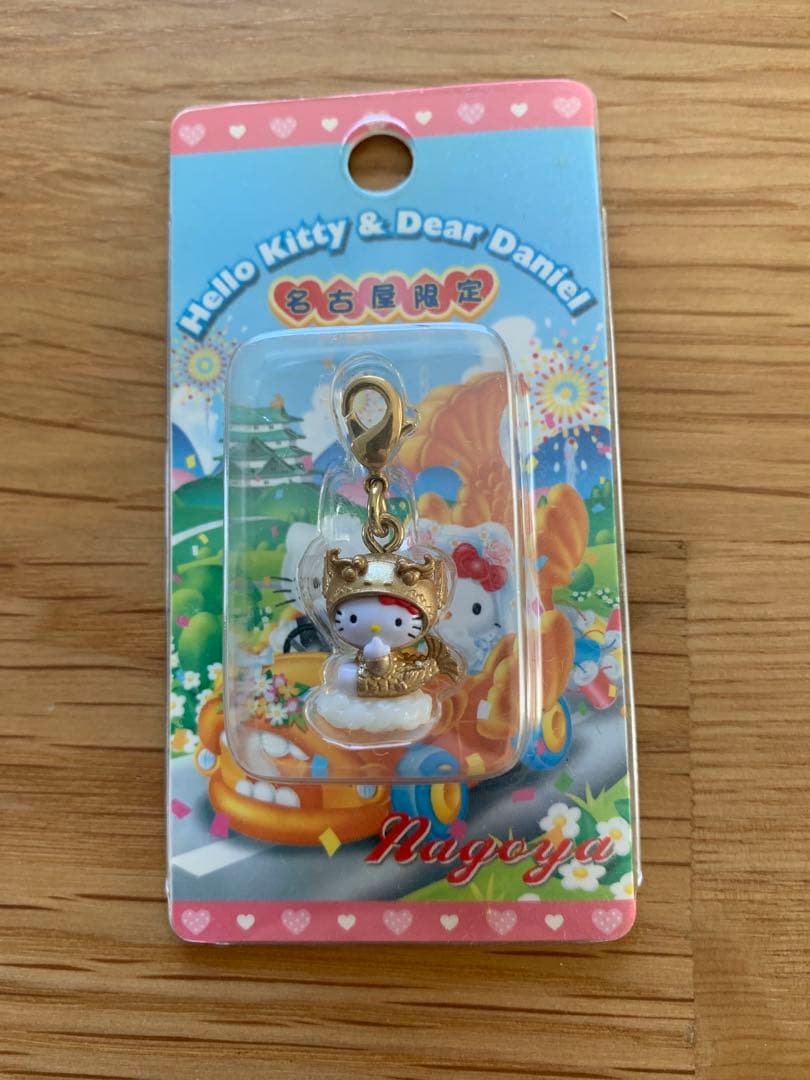 Hello Kitty & Dear Daniel
名古屋限定
Nagoya